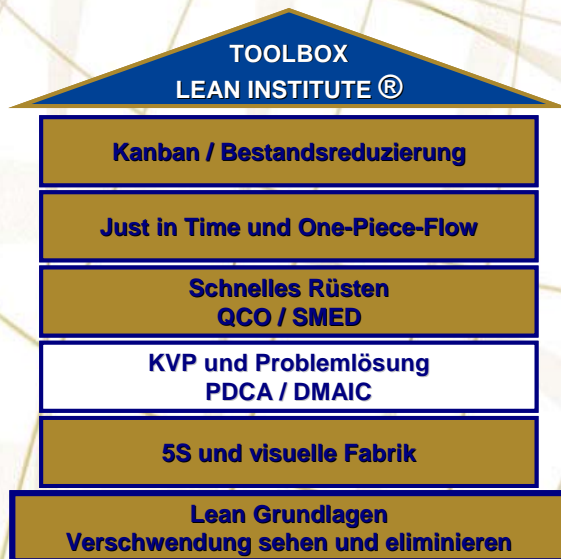 TOOLBOX
LEAN INSTITUTE ®
Kanban / Bestandsreduzierung
Just in Time und One-Piece-Flow
Schnelles Rüsten
QCO / SMED
KVP und Problemlösung
PDCA / DMAIC
5S und visuelle Fabrik
Lean Grundlagen
Verschwendung sehen und eliminieren